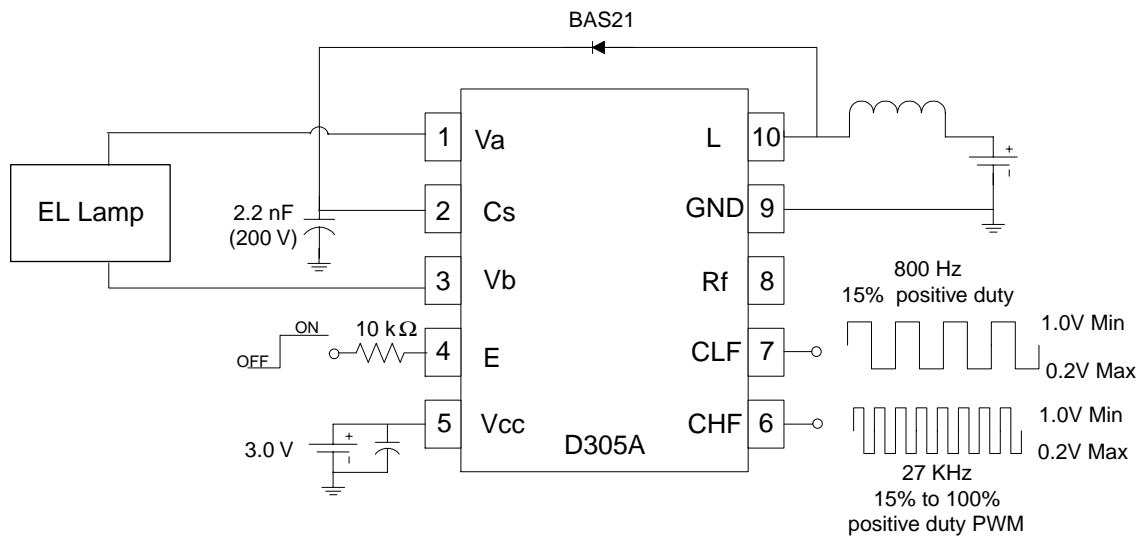 BAS21
1 Va
L 10
EL Lamp
2.2 nF
(200 V)
2 Cs
GND 9
3 Vb
Rf 8
800 Hz
15% positive duty
ON
OFF
10 kΩ
4 E
CLF 7
1.0V Min
0.2V Max
3.0 V
+
-
5 Vcc
CHF 6
D305A
1.0V Min
0.2V Max
27 KHz
15% to 100%
positive duty PWM
+
-